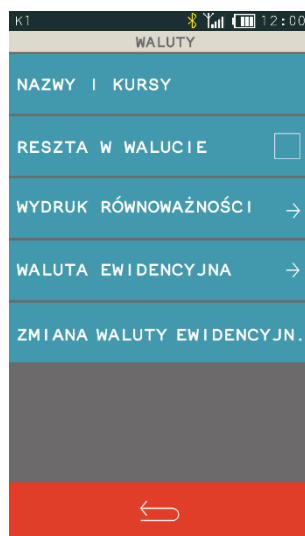 K1 12:00
WALUTY
NAZWY I KURSY
RESZTA W WALUCIE
WYDRUK RÓWNOWAŻNOŚCI
WALUTA EWIDENCYJNA
ZMIANA WALUTY EWIDENCYJN.